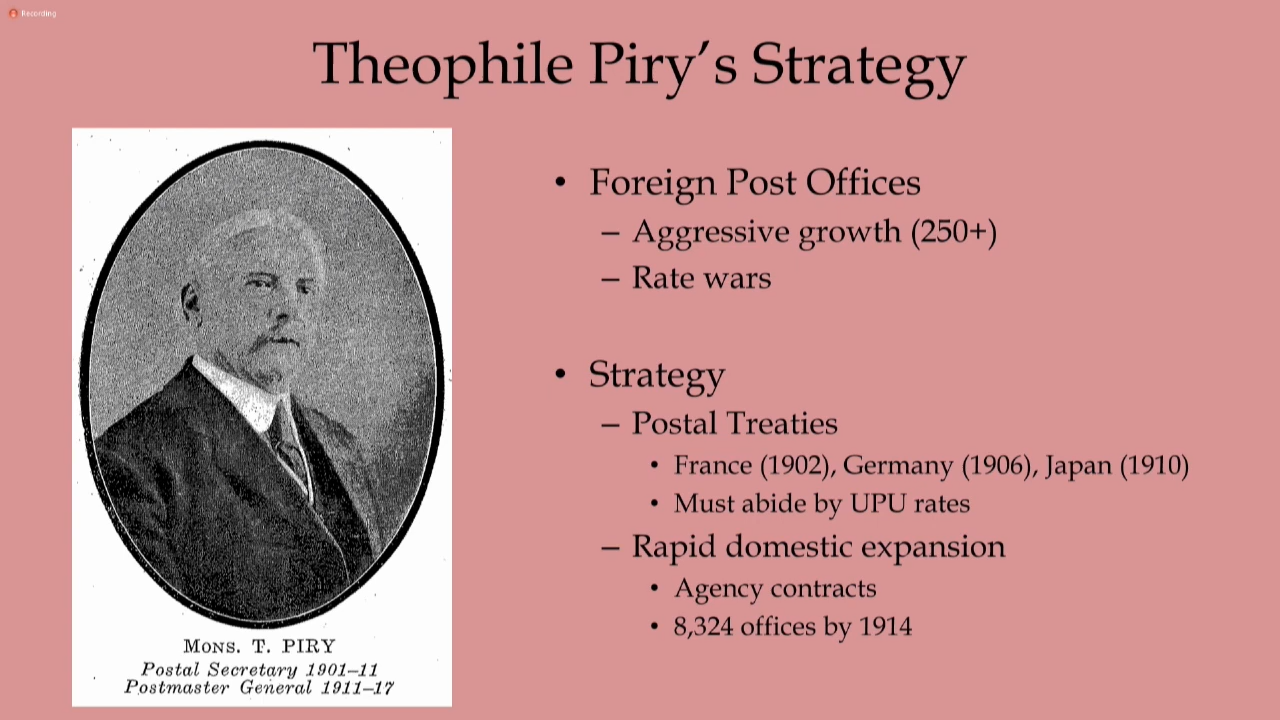 Recording
Theophile Piry’s Strategy
• Foreign Post Offices
– Aggressive growth (250+)
– Rate wars
• Strategy
– Postal Treaties
• France (1902), Germany (1906), Japan (1910)
• Must abide by UPU rates
– Rapid domestic expansion
• Agency contracts
• 8,324 offices by 1914
MONS. T. PIRY
Postal Secretary 1901–11
Postmaster General 1911–17